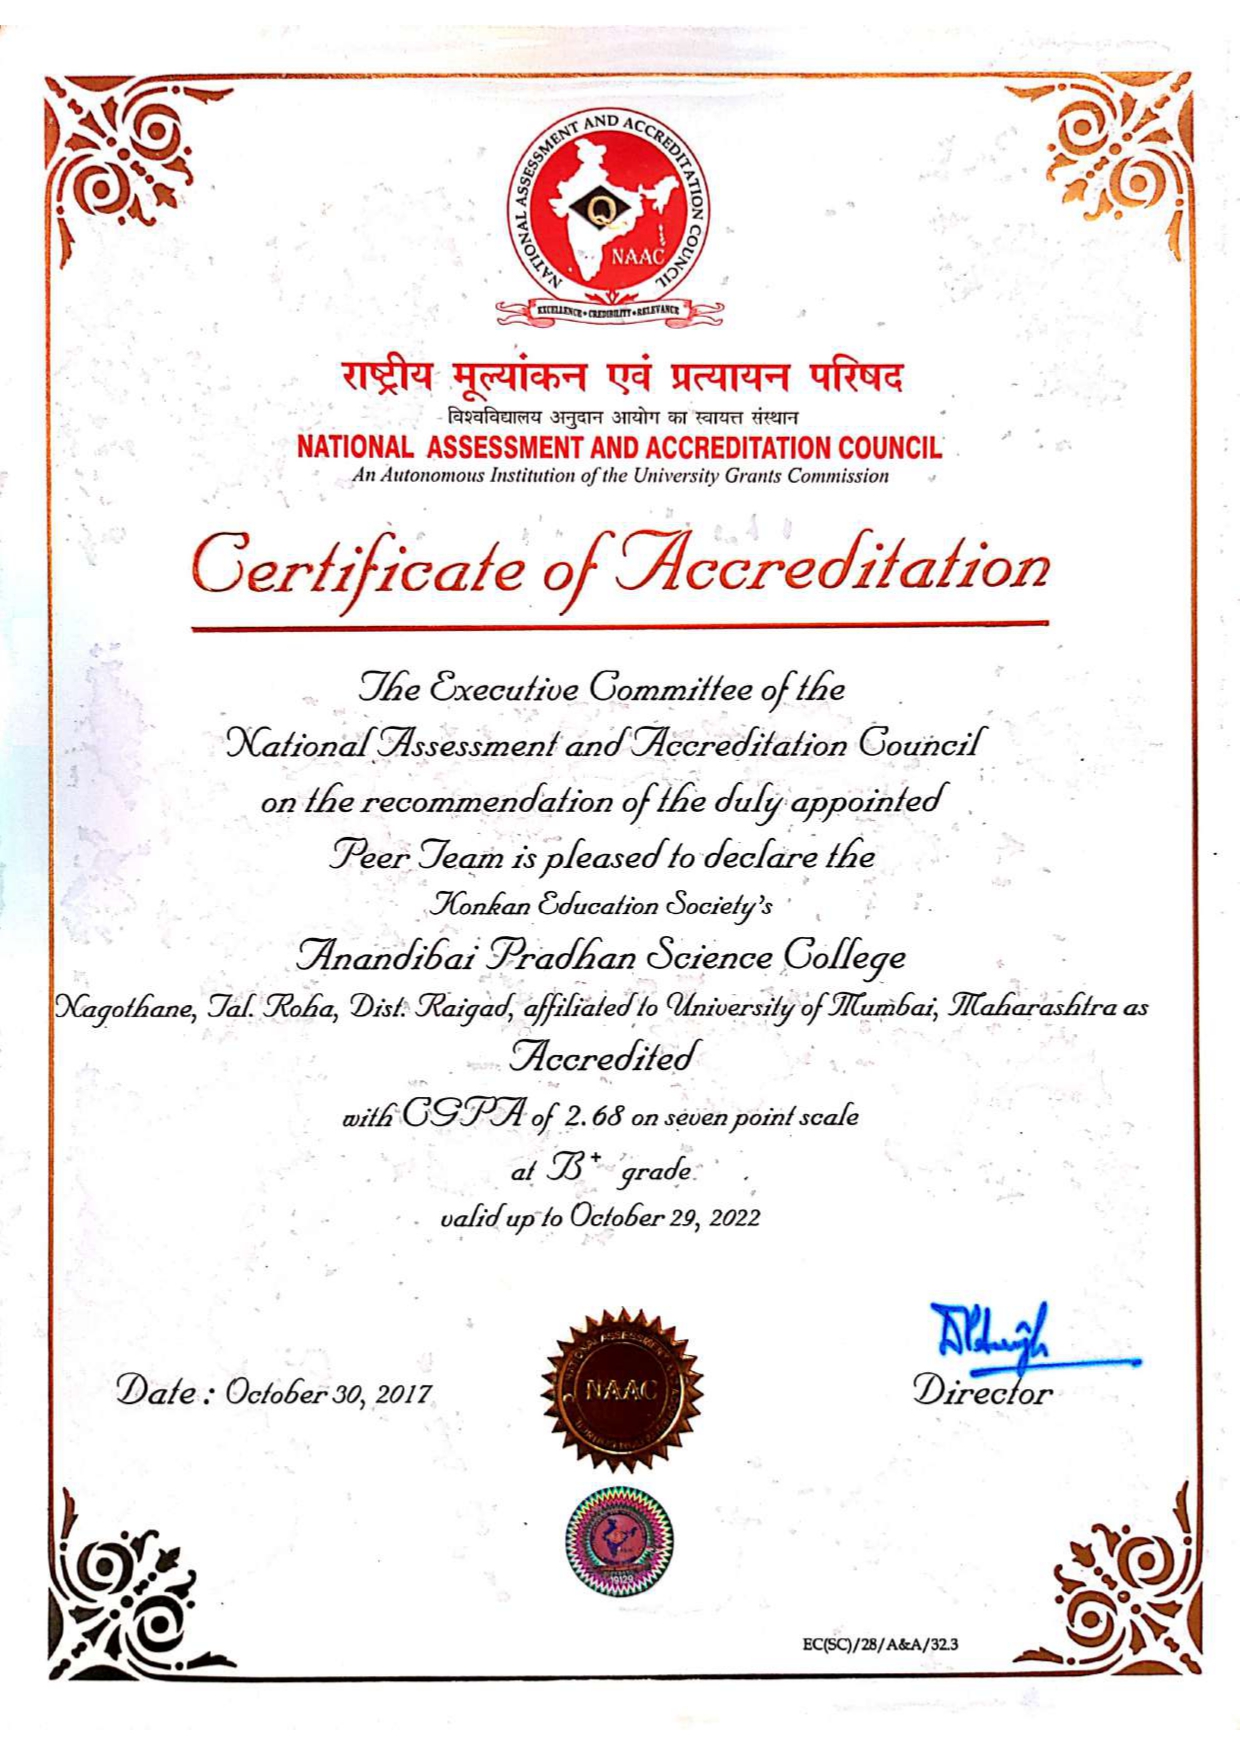 NATIONAL ASSESSMENT AND ACCREDITATION COUNCIL
Q
NAAC
EXCELLENCE • CREDIBILITY • RELEVANCE
राष्ट्रीय मूल्यांकन एवं प्रत्यायन परिषद
विश्वविद्यालय अनुदान आयोग का स्वायत्त संस्थान
NATIONAL ASSESSMENT AND ACCREDITATION COUNCIL
An Autonomous Institution of the University Grants Commission
Certificate of Accreditation
The Executive Committee of the
National Assessment and Accreditation Council
on the recommendation of the duly appointed
Peer Team is pleased to declare the
Konkan Education Society's
Anandibai Pradhan Science College
Nagothane, Tal. Roha, Dist. Raigad, affiliated to University of Mumbai, Maharashtra as
Accredited
with CGPA of 2.68 on seven point scale
at B+ grade
valid up to October 29, 2022
Date : October 30, 2017
NAAC
Director
EC(SC)/28/A&A/32.3